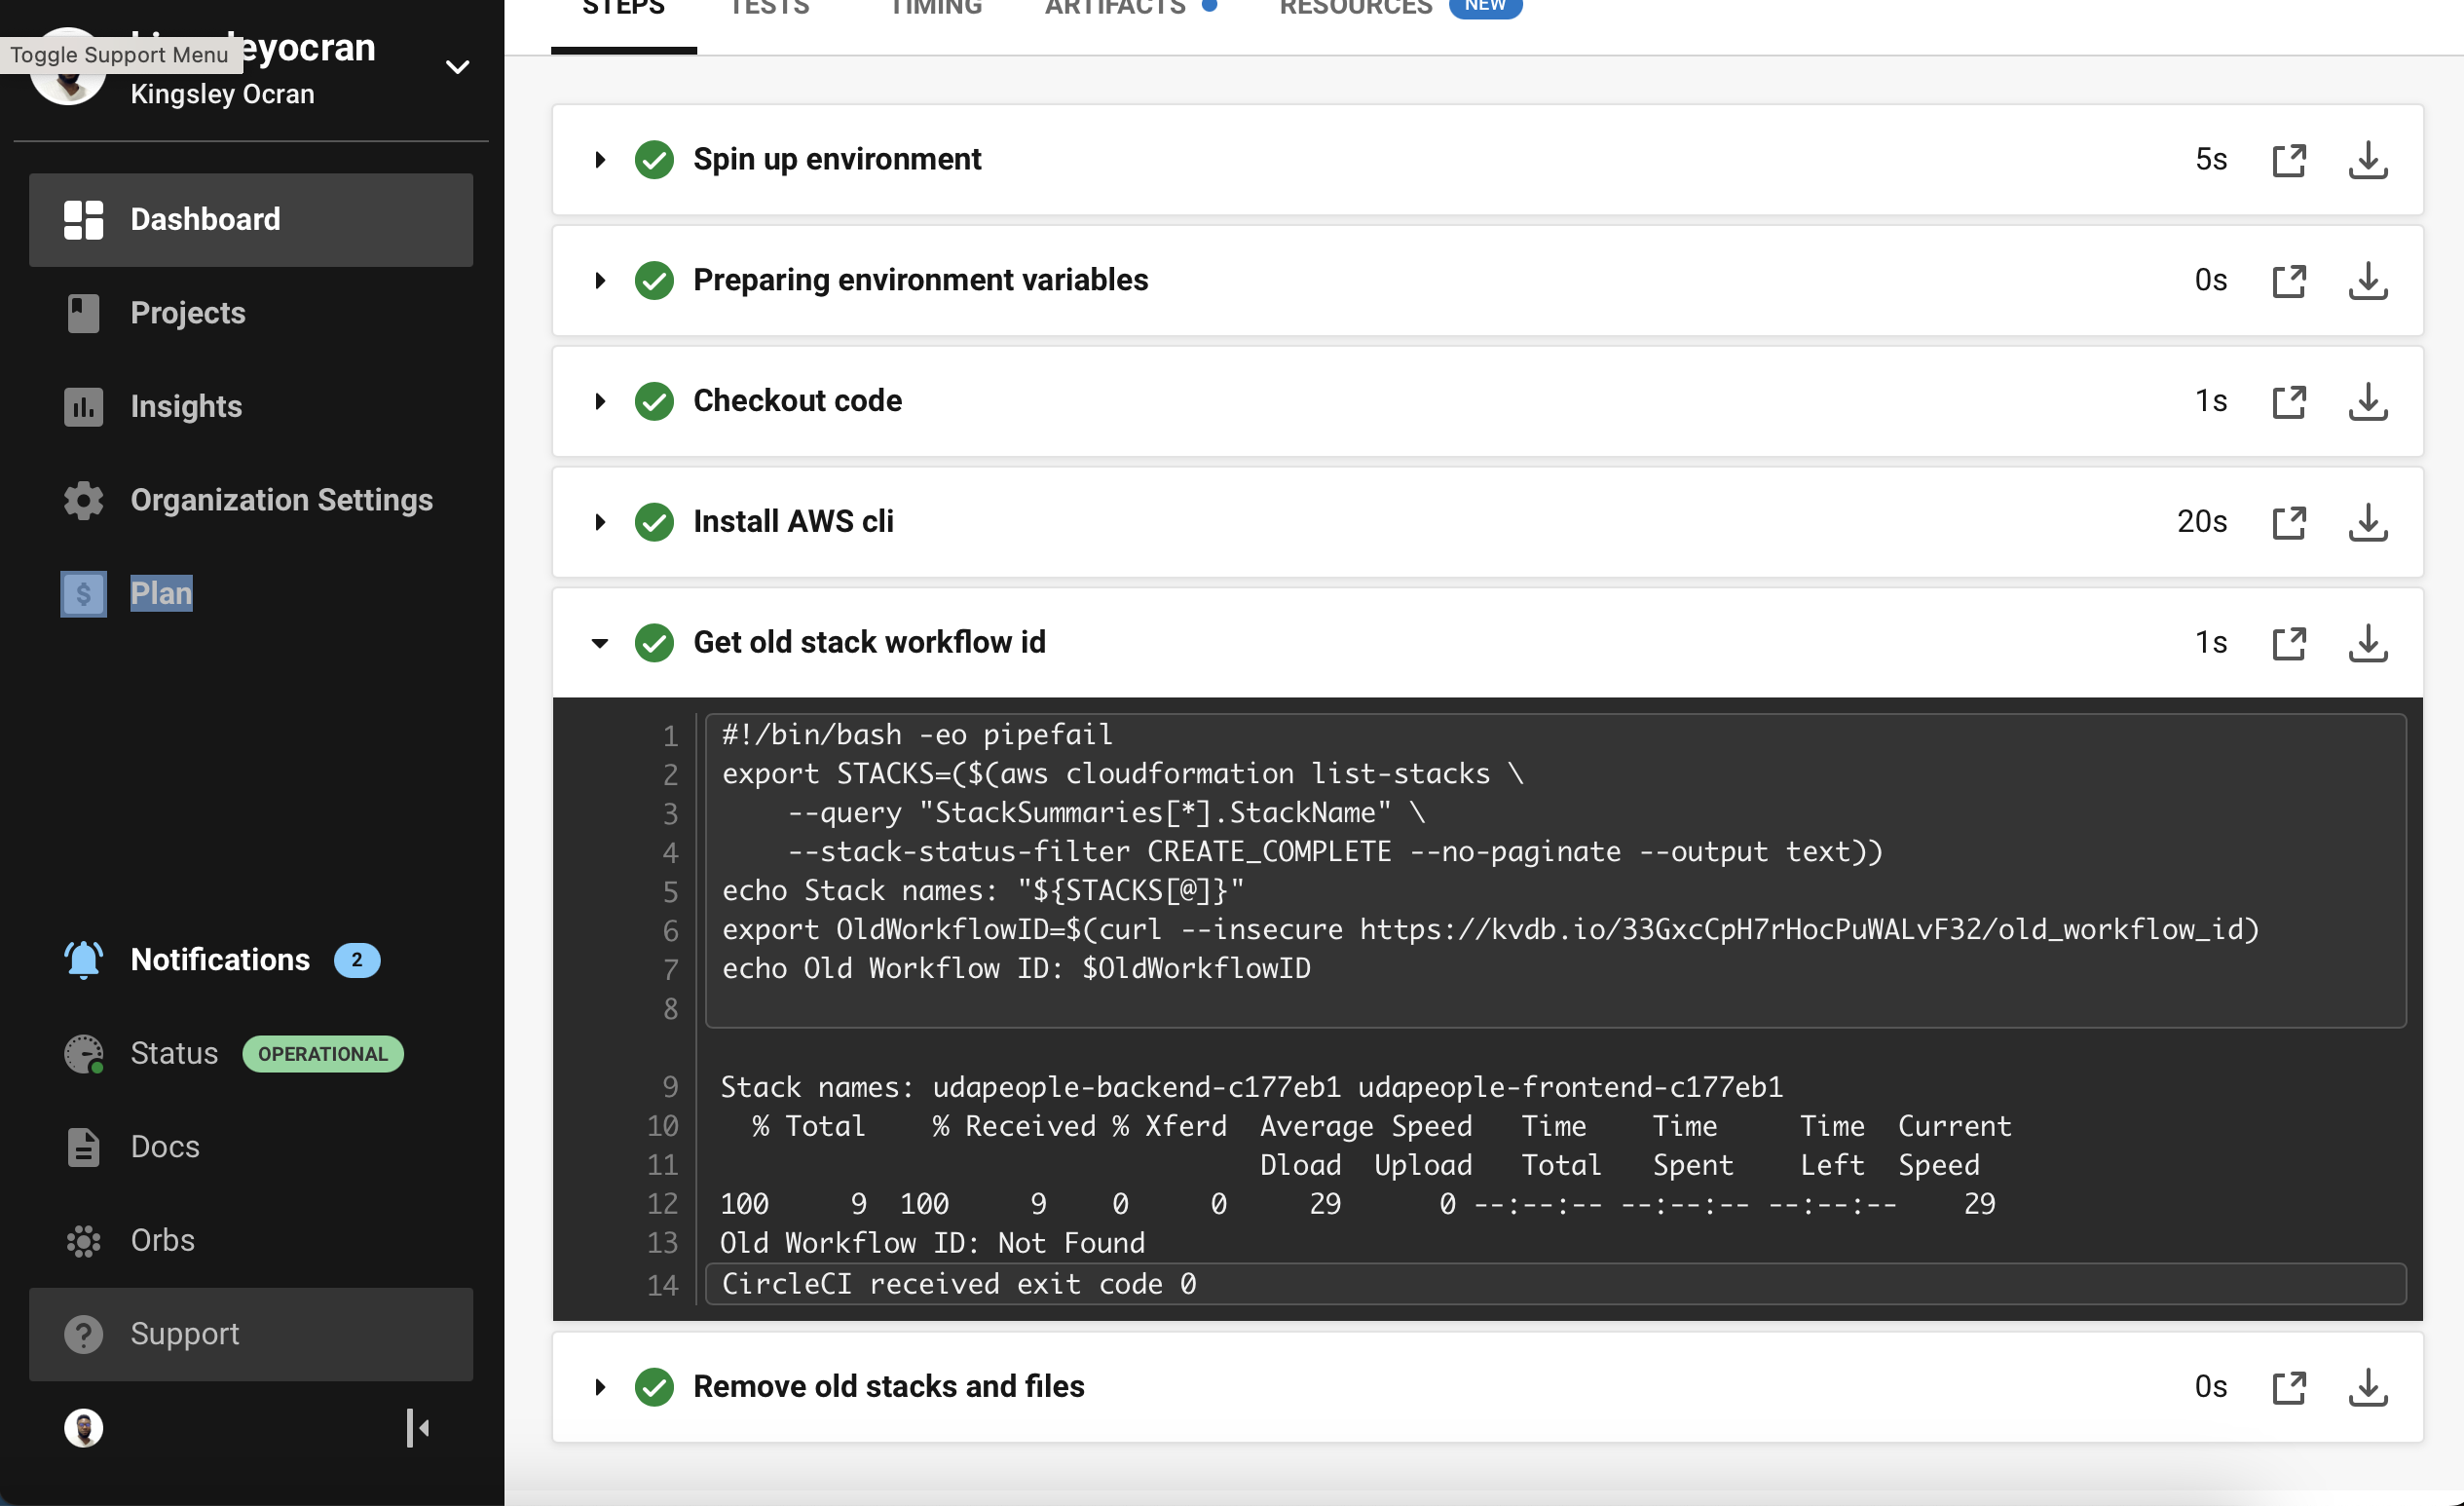 STEPS
TESTS
TIMING
ARTIFACTS
RESOURCES
NEW
Toggle Support Menu
eyocran
Kingsley Ocran
Dashboard
Projects
Insights
Organization Settings
Plan
Notifications 2
Status OPERATIONAL
Docs
Orbs
Support
Spin up environment 5s
Preparing environment variables 0s
Checkout code 1s
Install AWS cli 20s
Get old stack workflow id 1s
1 #!/bin/bash -eo pipefail
2 export STACKS=($(aws cloudformation list-stacks \
3     --query "StackSummaries[*].StackName" \
4     --stack-status-filter CREATE_COMPLETE --no-paginate --output text))
5 echo Stack names: "${STACKS[@]}"
6 export OldWorkflowID=$(curl --insecure https://kvdb.io/33GxcCpH7rHocPuWALvF32/old_workflow_id)
7 echo Old Workflow ID: $OldWorkflowID
8
9 Stack names: udapeople-backend-c177eb1 udapeople-frontend-c177eb1
10   % Total    % Received % Xferd  Average Speed   Time    Time     Time  Current
11                                  Dload  Upload   Total   Spent    Left  Speed
12 100     9  100     9    0     0     29      0 --:--:-- --:--:-- --:--:--    29
13 Old Workflow ID: Not Found
14 CircleCI received exit code 0
Remove old stacks and files 0s